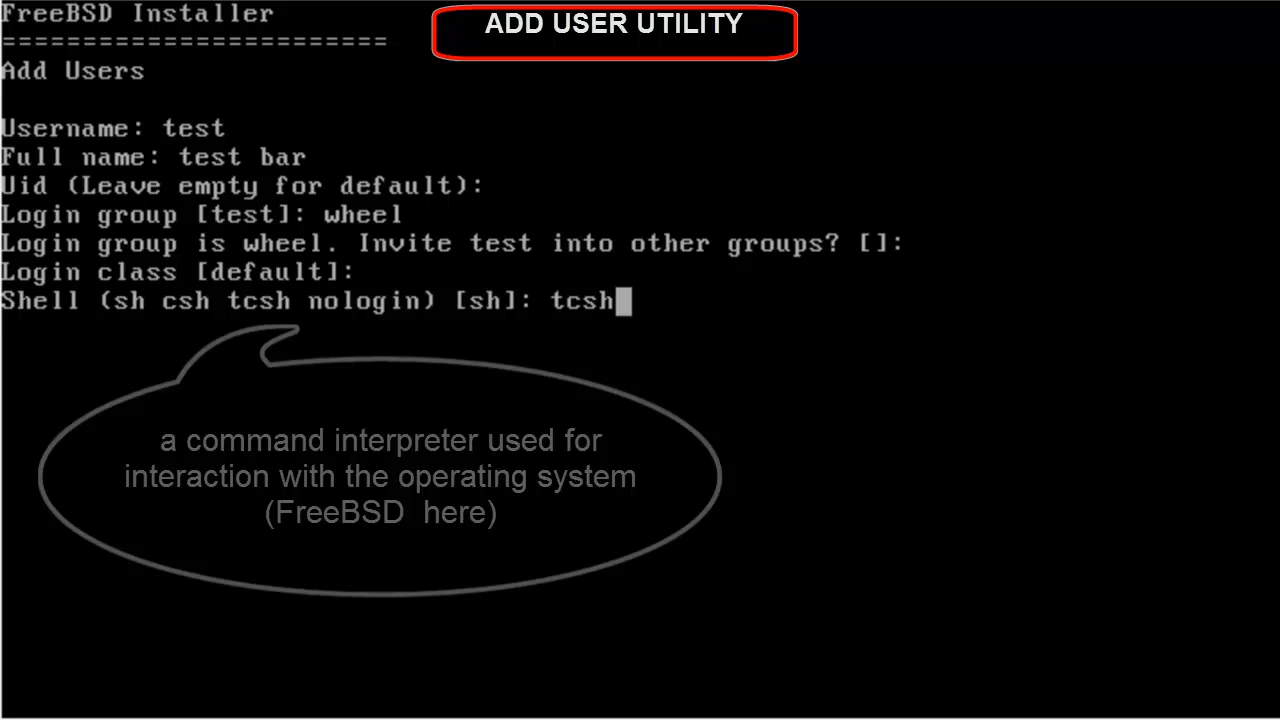 FreeBSD Installer
ADD USER UTILITY
========================
Add Users
Username: test
Full name: test bar
Uid (Leave empty for default):
Login group [test]: wheel
Login group is wheel. Invite test into other groups? []:
Login class [default]:
Shell (sh csh tcsh nologin) [sh]: tcsh
a command interpreter used for
interaction with the operating system
(FreeBSD here)